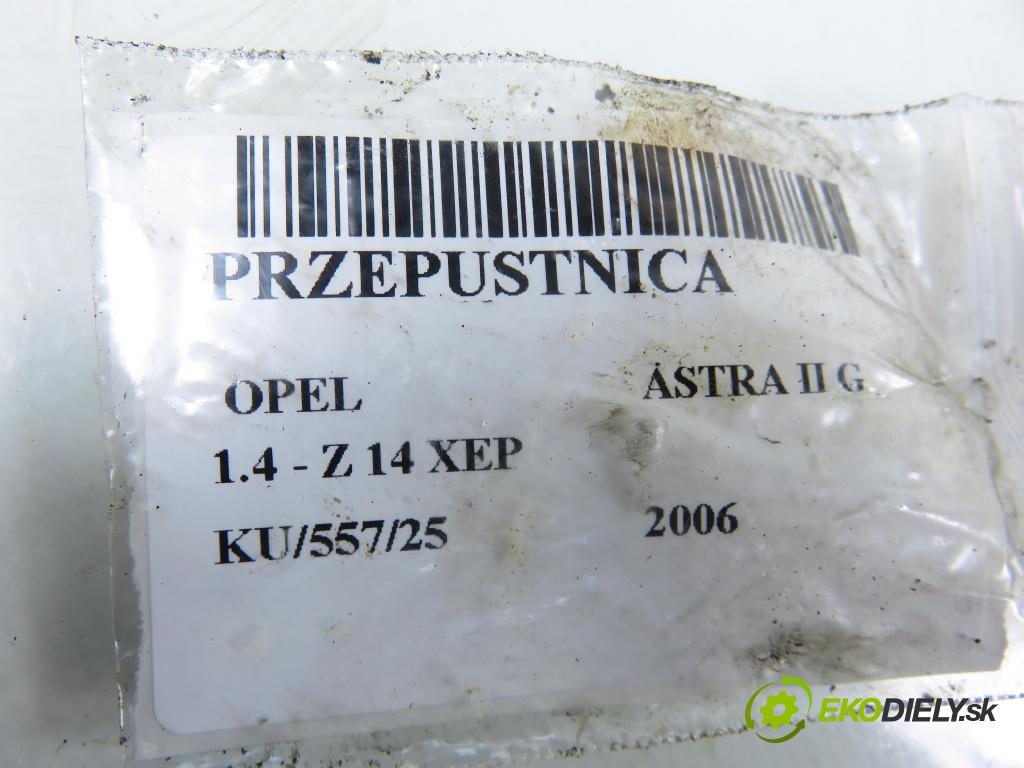 PRZEPUSTNICA
OPEL ASTRA II G
1.4 - Z 14 XEP
KU/557/25 2006
EKODIELY.sk